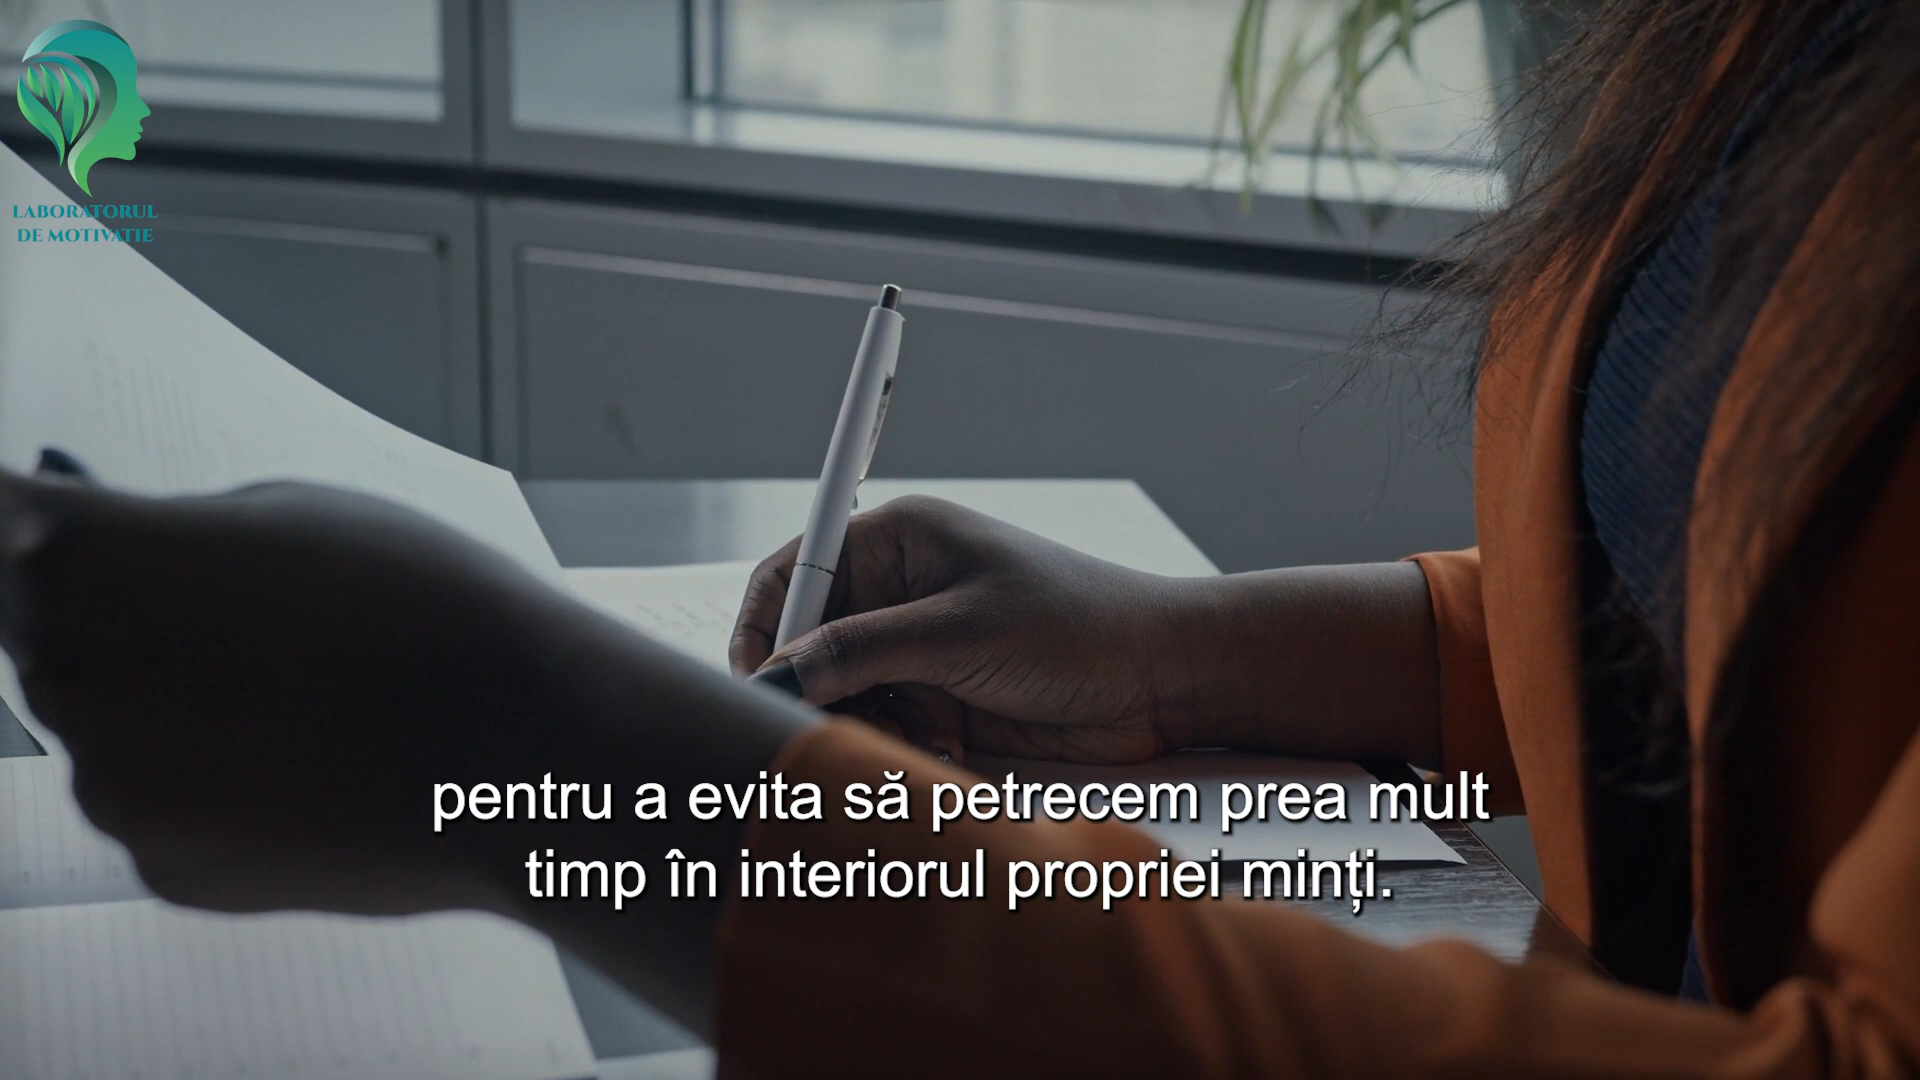 LABORATORUL
DE MOTIVATIE
pentru a evita să petrecem prea mult
timp în interiorul propriei minți.